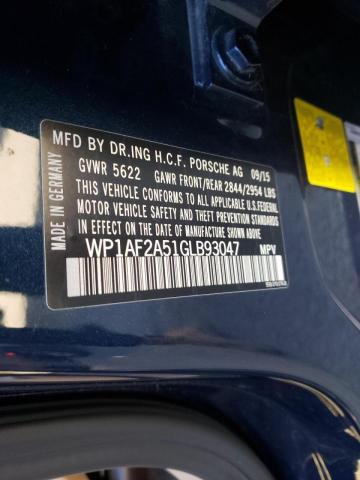 MFD BY DR.ING H.C.F. PORSCHE AG 09/15
GVWR 5622 GAWR FRONT/REAR 2844/2954 LBS
THIS VEHICLE CONFORMS TO ALL APPLICABLE U.S.FEDERAL
MOTOR VEHICLE SAFETY AND THEFT PREVENTION STANDARDS
IN EFFECT ON THE DATE OF MANUFACTURE SHOWN ABOVE.
WP1AF2A51GLB93047 MPV
MADE IN GERMANY